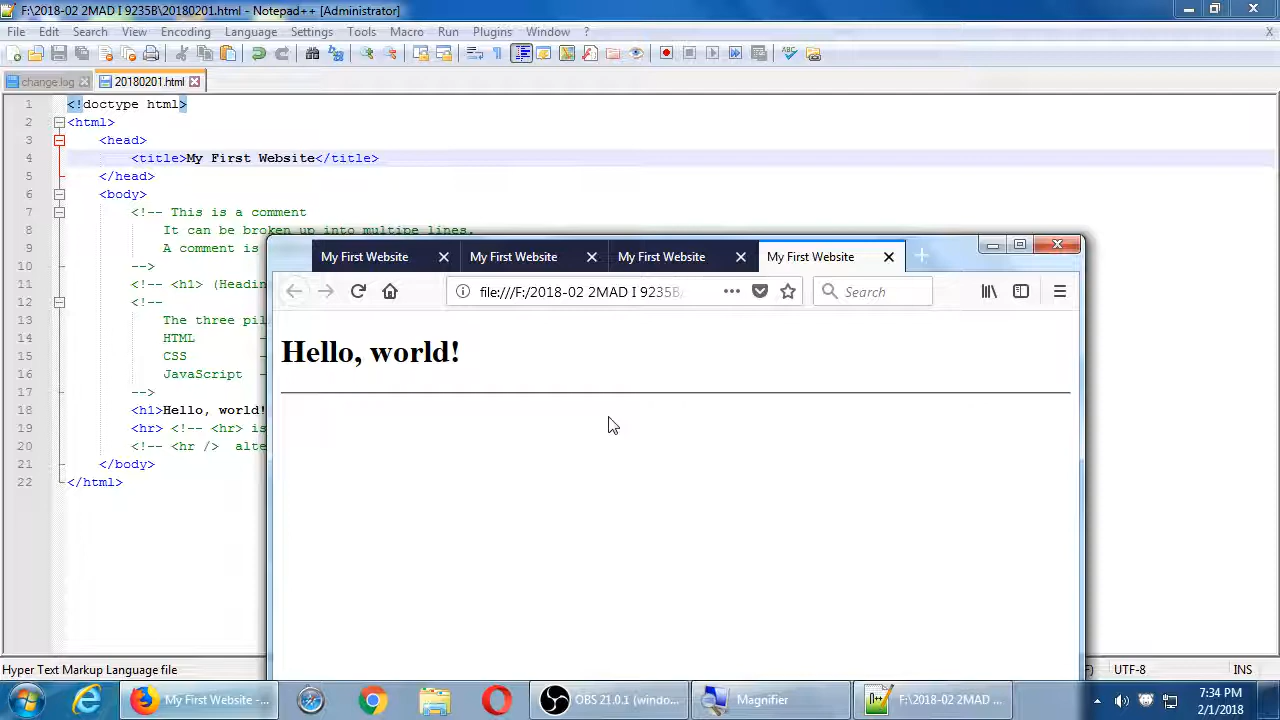 F:\2018-02 2MAD I 9235B\20180201.html - Notepad++ [Administrator]
File Edit Search View Encoding Language Settings Tools Macro Run Plugins Window ? X
change.log 20180201.html
1 <!doctype html>
2 <html>
3 <head>
4 <title>My First Website</title>
5 </head>
6 <body>
7 <!-- This is a comment
8 It can be broken up into multipe lines.
9 A comment is
10 -->
11 <!-- <h1> (Headin
12 <!--
13 The three pil
14 HTML -
15 CSS -
16 JavaScript -
17 -->
18 <h1>Hello, world!
19 <hr> <!-- <hr> is
20 <!-- <hr /> alte
21 </body>
22 </html>
My First Website My First Website My First Website My First Website
file:///F:/2018-02 2MAD I 9235B/ Search
Hello, world!
Hyper Text Markup Language file UTF-8 INS
My First Website -... OBS 21.0.1 (windo... Magnifier F:\2018-02 2MAD ... 7:34 PM
2/1/2018